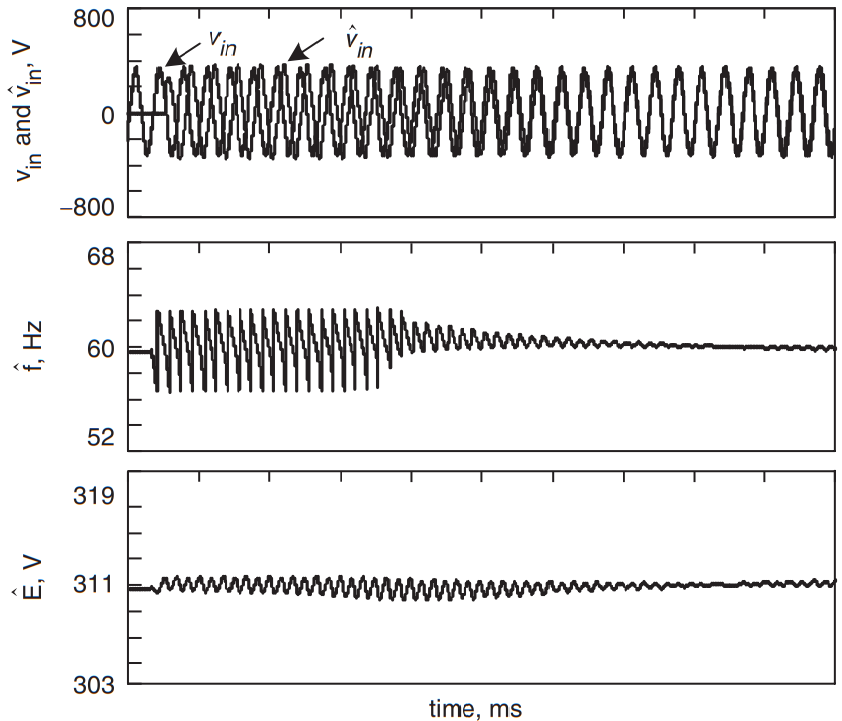 800
v_in
v̂_in
0
−800
v_in and v̂_in, V
68
60
52
f̂, Hz
319
311
303
Ê, V
time, ms